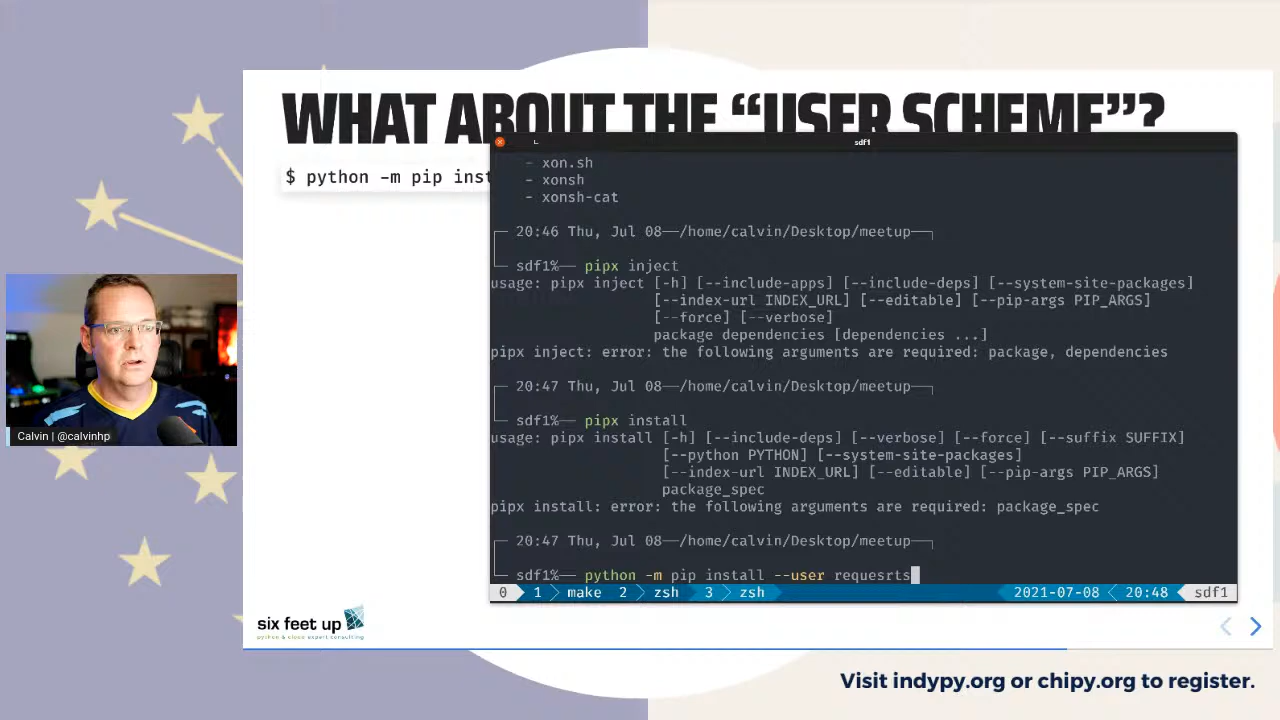 WHAT ABOUT THE “USER SCHEME”?
$ python -m pip inst
sdf1
- xon.sh
- xonsh
- xonsh-cat
20:46 Thu, Jul 08—/home/calvin/Desktop/meetup—
sdf1%— pipx inject
usage: pipx inject [-h] [--include-apps] [--include-deps] [--system-site-packages]
[--index-url INDEX_URL] [--editable] [--pip-args PIP_ARGS]
[--force] [--verbose]
package dependencies [dependencies ...]
pipx inject: error: the following arguments are required: package, dependencies
20:47 Thu, Jul 08—/home/calvin/Desktop/meetup—
sdf1%— pipx install
usage: pipx install [-h] [--include-deps] [--verbose] [--force] [--suffix SUFFIX]
[--python PYTHON] [--system-site-packages]
[--index-url INDEX_URL] [--editable] [--pip-args PIP_ARGS]
package_spec
pipx install: error: the following arguments are required: package_spec
20:47 Thu, Jul 08—/home/calvin/Desktop/meetup—
sdf1%— python -m pip install --user requesrts
0 1 make 2 zsh 3 zsh 2021-07-08 20:48 sdf1
Calvin | @calvinhp
six feet up
python & cloud expert consulting
Visit indypy.org or chipy.org to register.